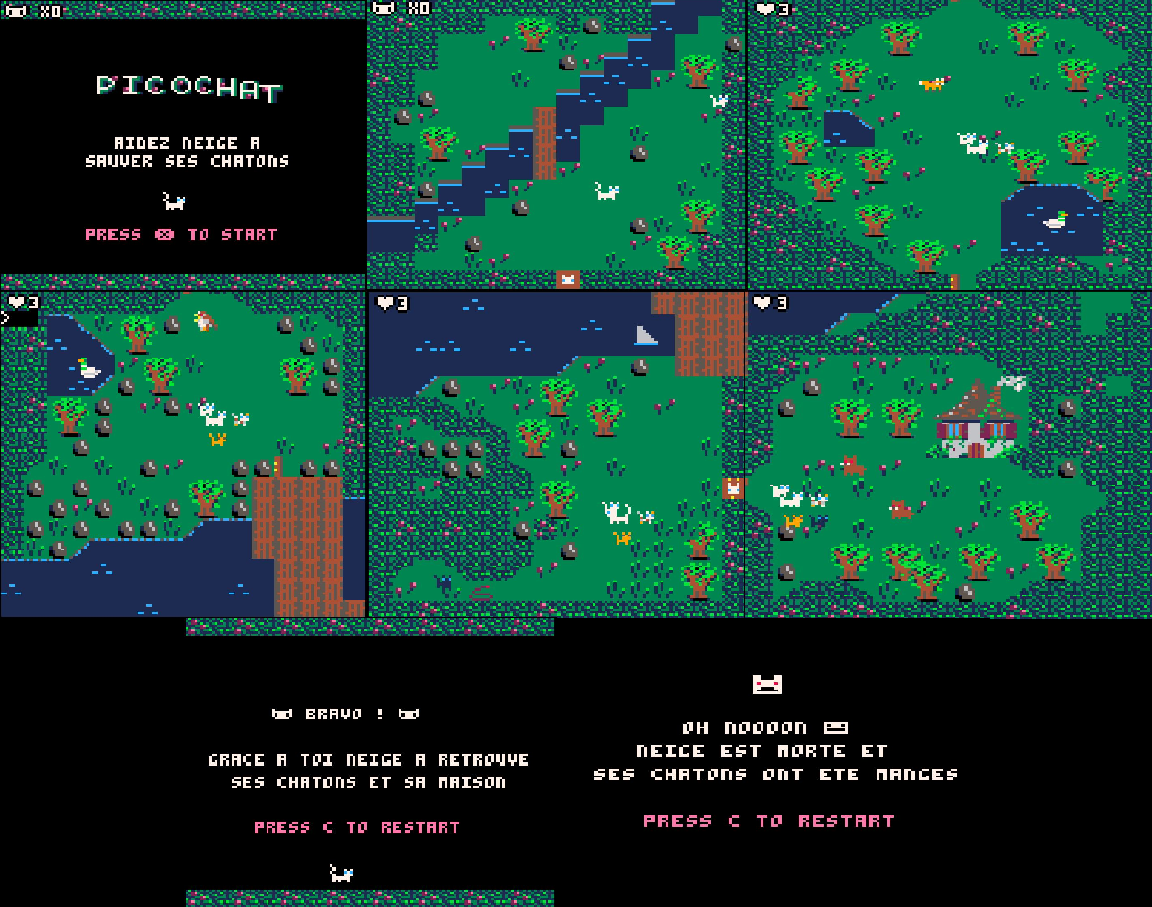 X0
PICOCHAT
AIDEZ NEIGE A
SAUVER SES CHATONS
PRESS ❎ TO START
X0
3
3
3
3
BRAVO !
GRACE A TOI NEIGE A RETROUVE
SES CHATONS ET SA MAISON
PRESS C TO RESTART
OH NOOOON
NEIGE EST MORTE ET
SES CHATONS ONT ETE MANGES
PRESS C TO RESTART